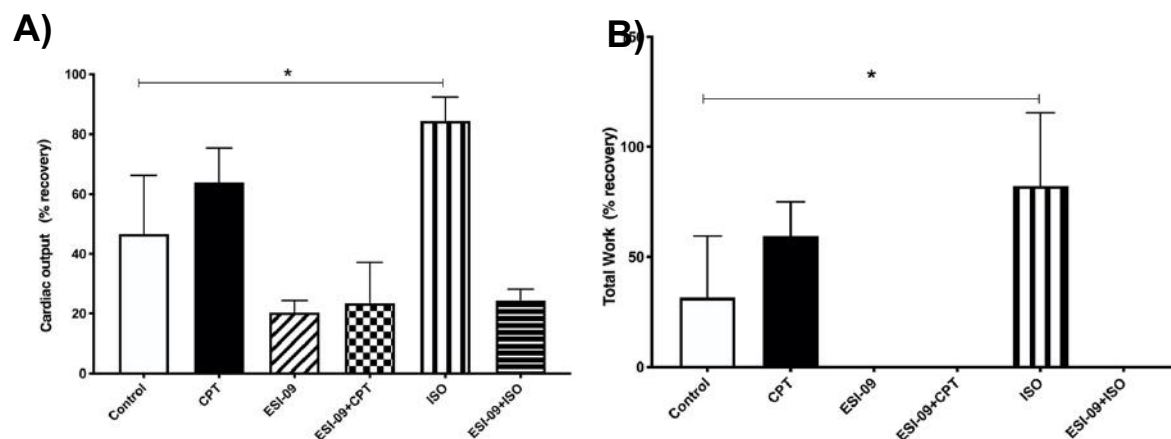 A)
*
100
80
60
40
20
0
Cardiac output (% recovery)
Control
CPT
ESI-09
ESI-09+CPT
ISO
ESI-09+ISO
B)
*
150
100
50
0
Total Work (% recovery)
Control
CPT
ESI-09
ESI-09+CPT
ISO
ESI-09+ISO